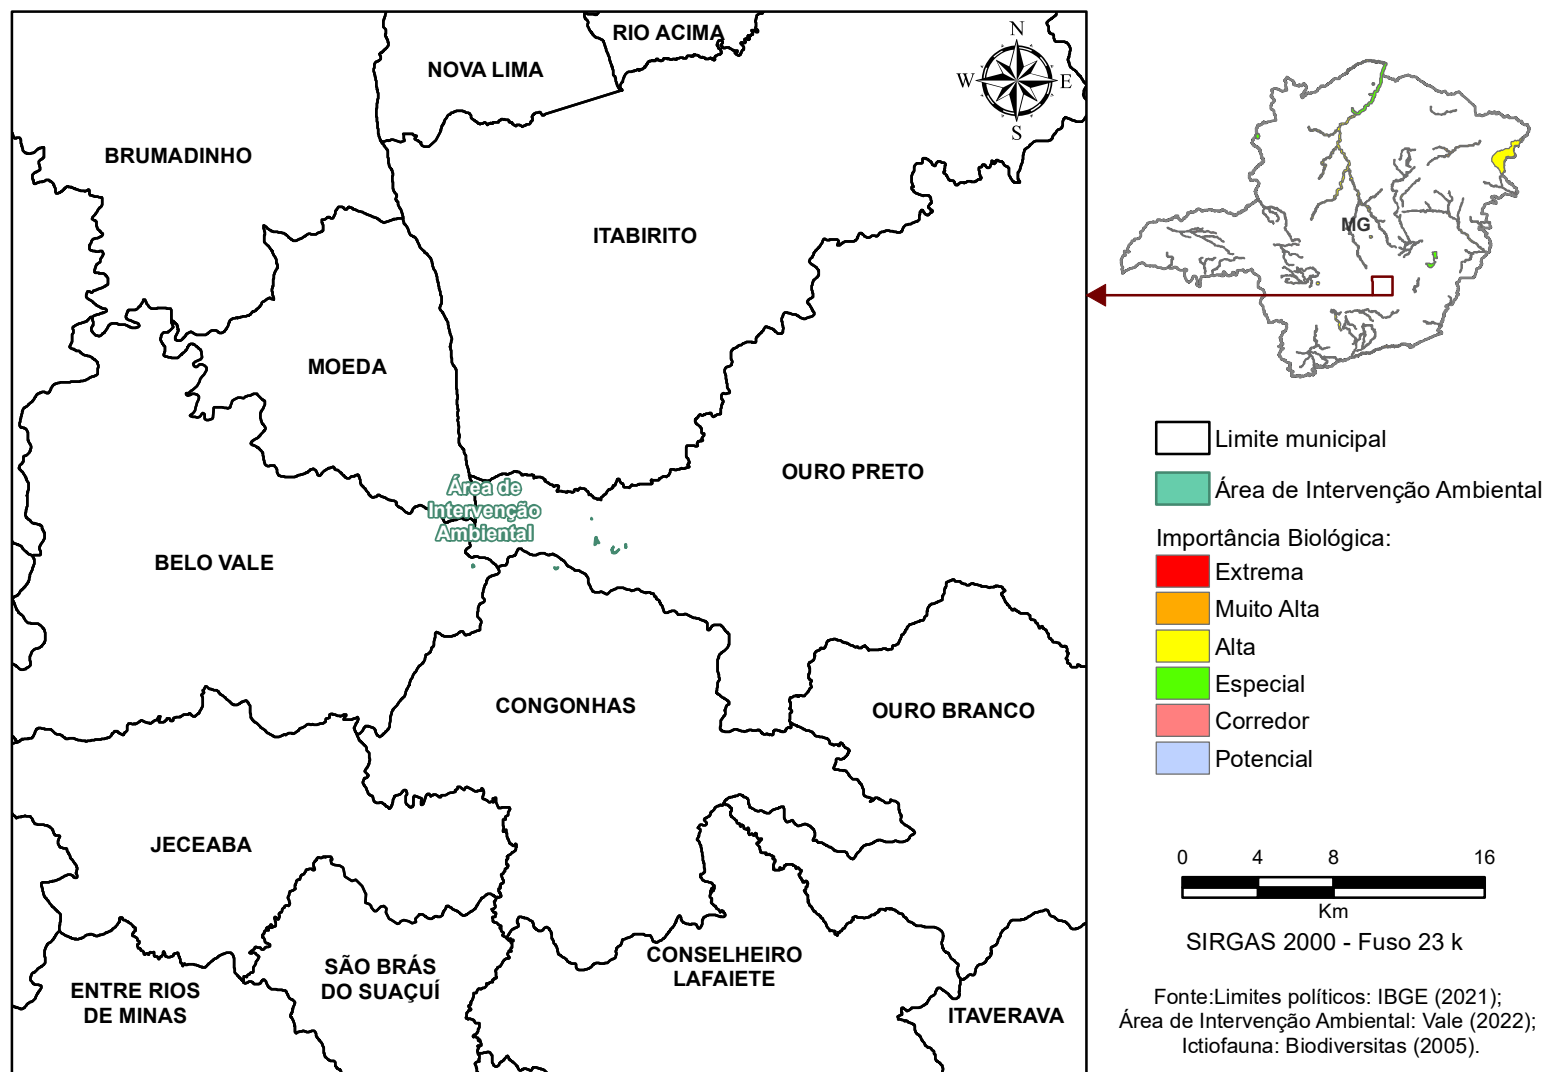 RIO ACIMA
NOVA LIMA
N
W
E
S
BRUMADINHO
ITABIRITO
MG
MOEDA
OURO PRETO
Área de
Intervenção
Ambiental
BELO VALE
CONGONHAS
OURO BRANCO
JECEABA
CONSELHEIRO
LAFAIETE
SÃO BRÁS
DO SUAÇUÍ
ENTRE RIOS
DE MINAS
ITAVERAVA
Limite municipal
Área de Intervenção Ambiental
Importância Biológica:
Extrema
Muito Alta
Alta
Especial
Corredor
Potencial
0 4 8 16
Km
SIRGAS 2000 - Fuso 23 k
Fonte:Limites políticos: IBGE (2021);
Área de Intervenção Ambiental: Vale (2022);
Ictiofauna: Biodiversitas (2005).